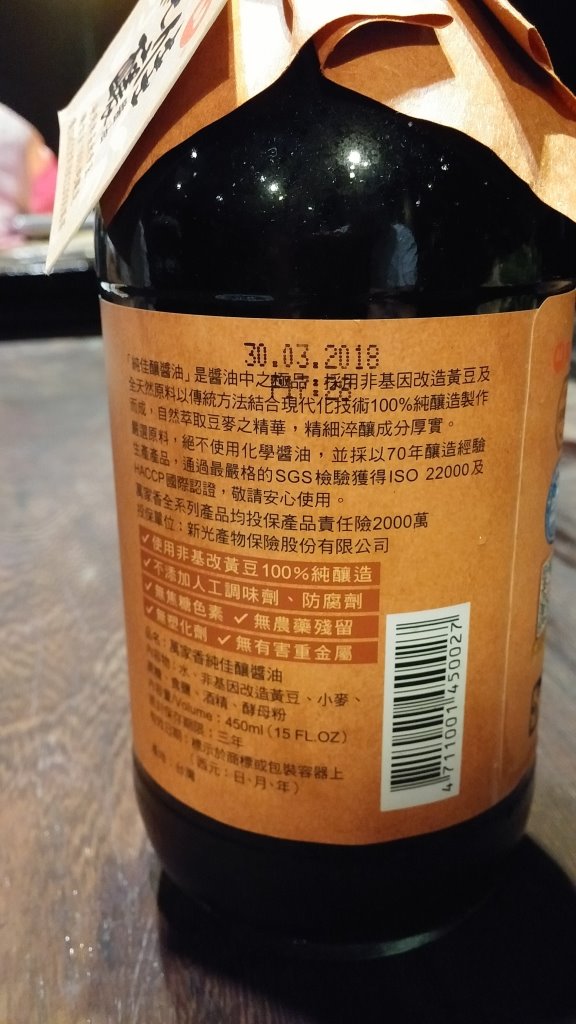 30.03.2018
「純佳釀醬油」是醬油中之極品，採用非基因改造黃豆及
全天然原料以傳統方法結合現代化技術100%純釀造製作
而成，自然萃取豆麥之精華，精細淬釀成分厚實。
嚴選原料，絕不使用化學醬油，並採以70年釀造經驗
生產產品，通過最嚴格的SGS檢驗獲得ISO 22000及
HACCP國際認證，敬請安心使用。
萬家香全系列產品均投保產品責任險2000萬
投保單位：新光產物保險股份有限公司
✓使用非基改黃豆100%純釀造
✓不添加人工調味劑、防腐劑
✓無焦糖色素 ✓無農藥殘留
✓無塑化劑 ✓無有害重金屬
品名：萬家香純佳釀醬油
內容物：水、非基因改造黃豆、小麥、
食鹽、酒精、酵母粉
內容量/Volume：450ml (15 FL.OZ)
保存期限：三年
有效日期：標示於商標或包裝容器上
（西元：日、月、年）
產地：台灣
4711001450027